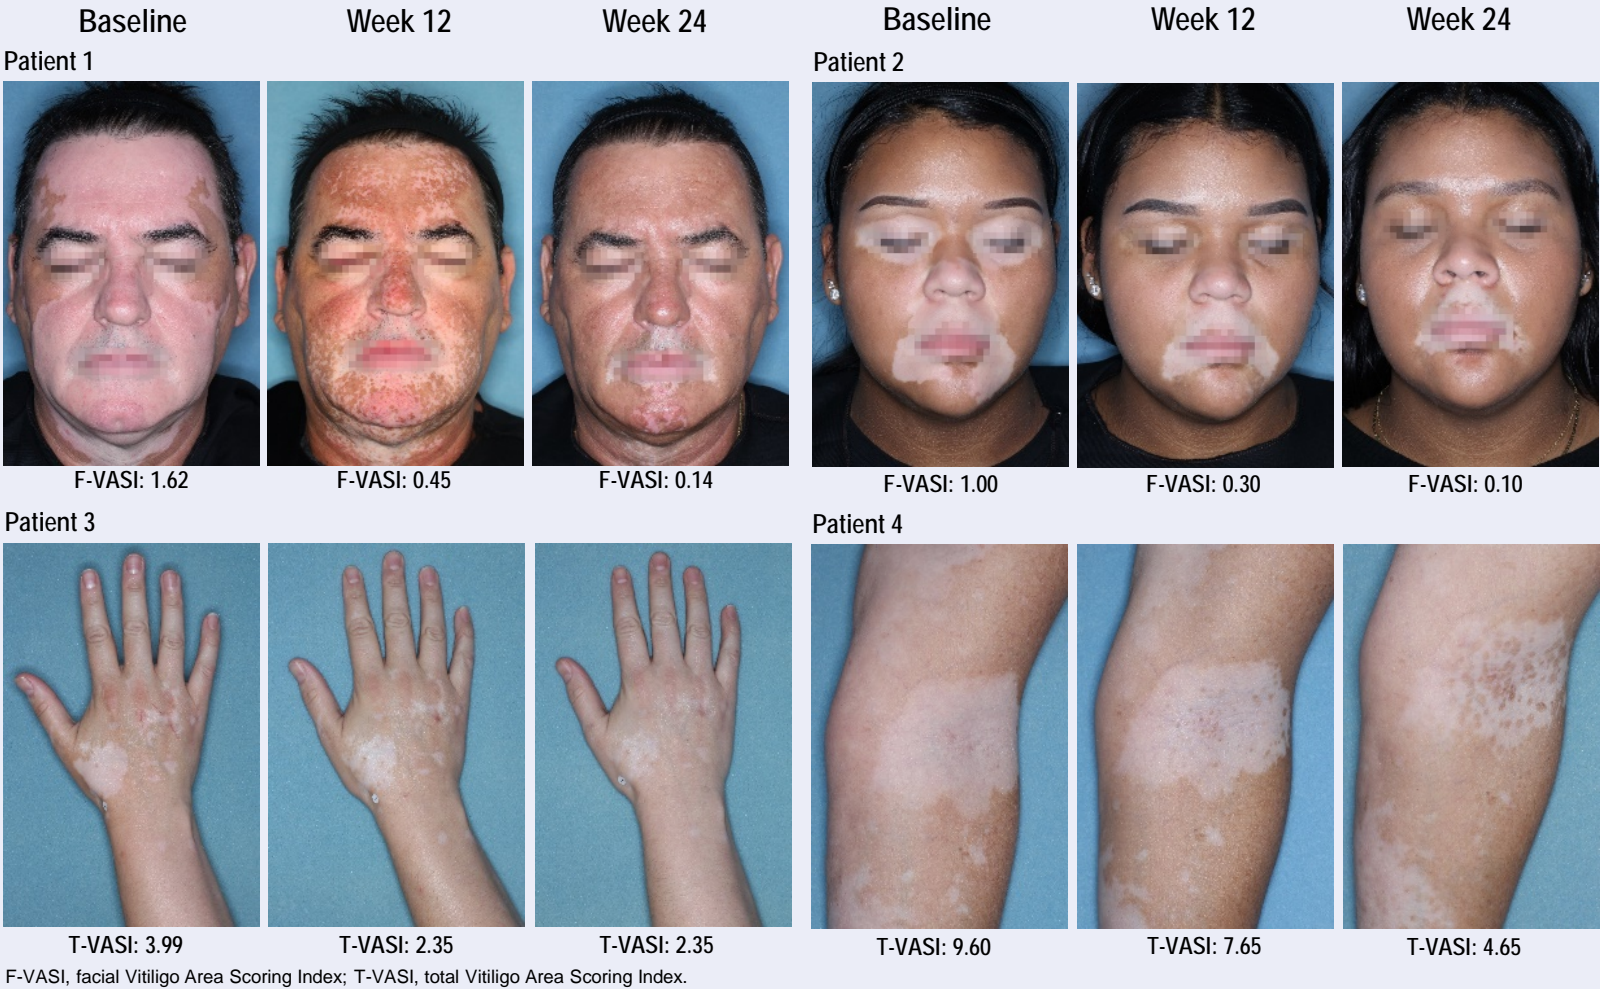 Baseline Week 12 Week 24 Baseline Week 12 Week 24
Patient 1
Patient 2
F-VASI: 1.62 F-VASI: 0.45 F-VASI: 0.14
F-VASI: 1.00 F-VASI: 0.30 F-VASI: 0.10
Patient 3
Patient 4
T-VASI: 3.99 T-VASI: 2.35 T-VASI: 2.35
T-VASI: 9.60 T-VASI: 7.65 T-VASI: 4.65
F-VASI, facial Vitiligo Area Scoring Index; T-VASI, total Vitiligo Area Scoring Index.